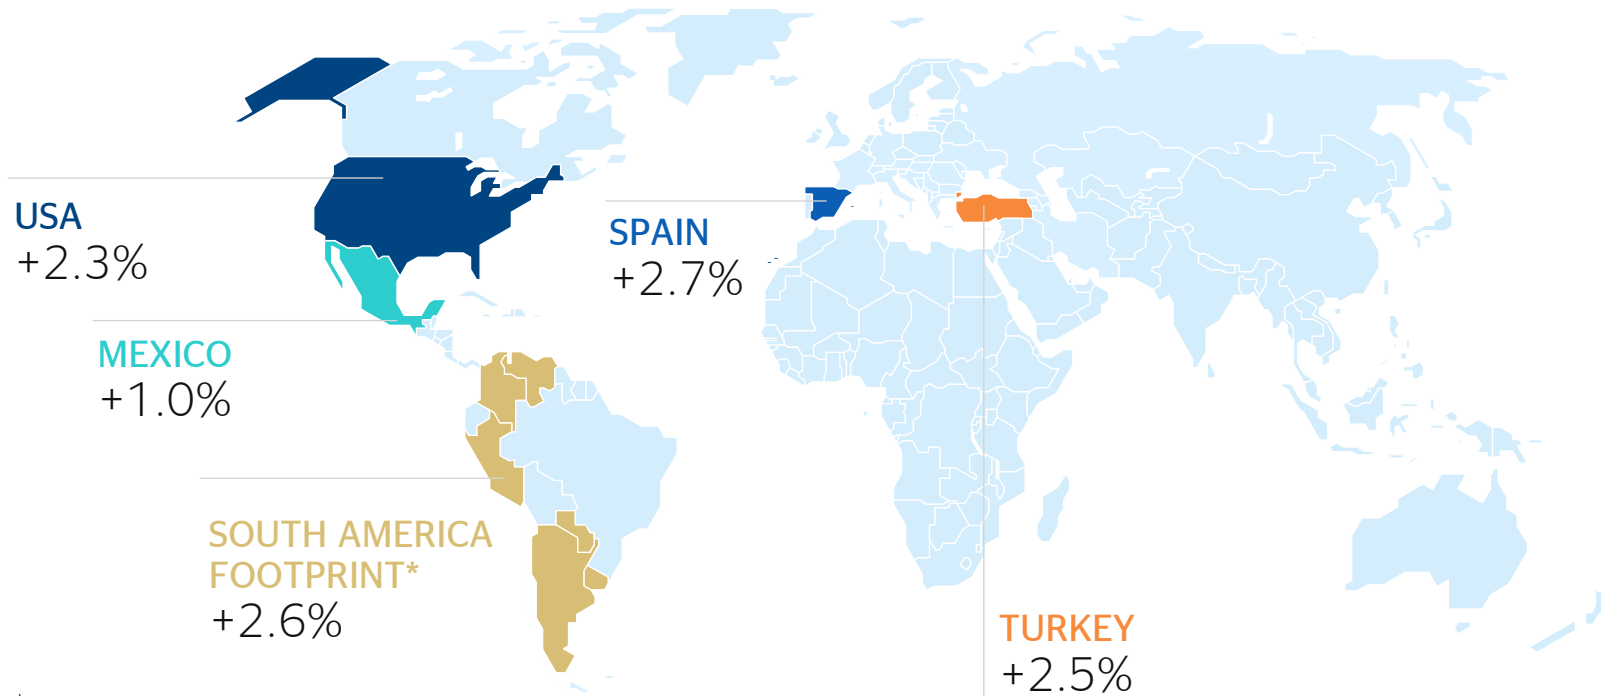 USA
+2.3%
SPAIN
+2.7%
MEXICO
+1.0%
SOUTH AMERICA
FOOTPRINT*
+2.6%
TURKEY
+2.5%